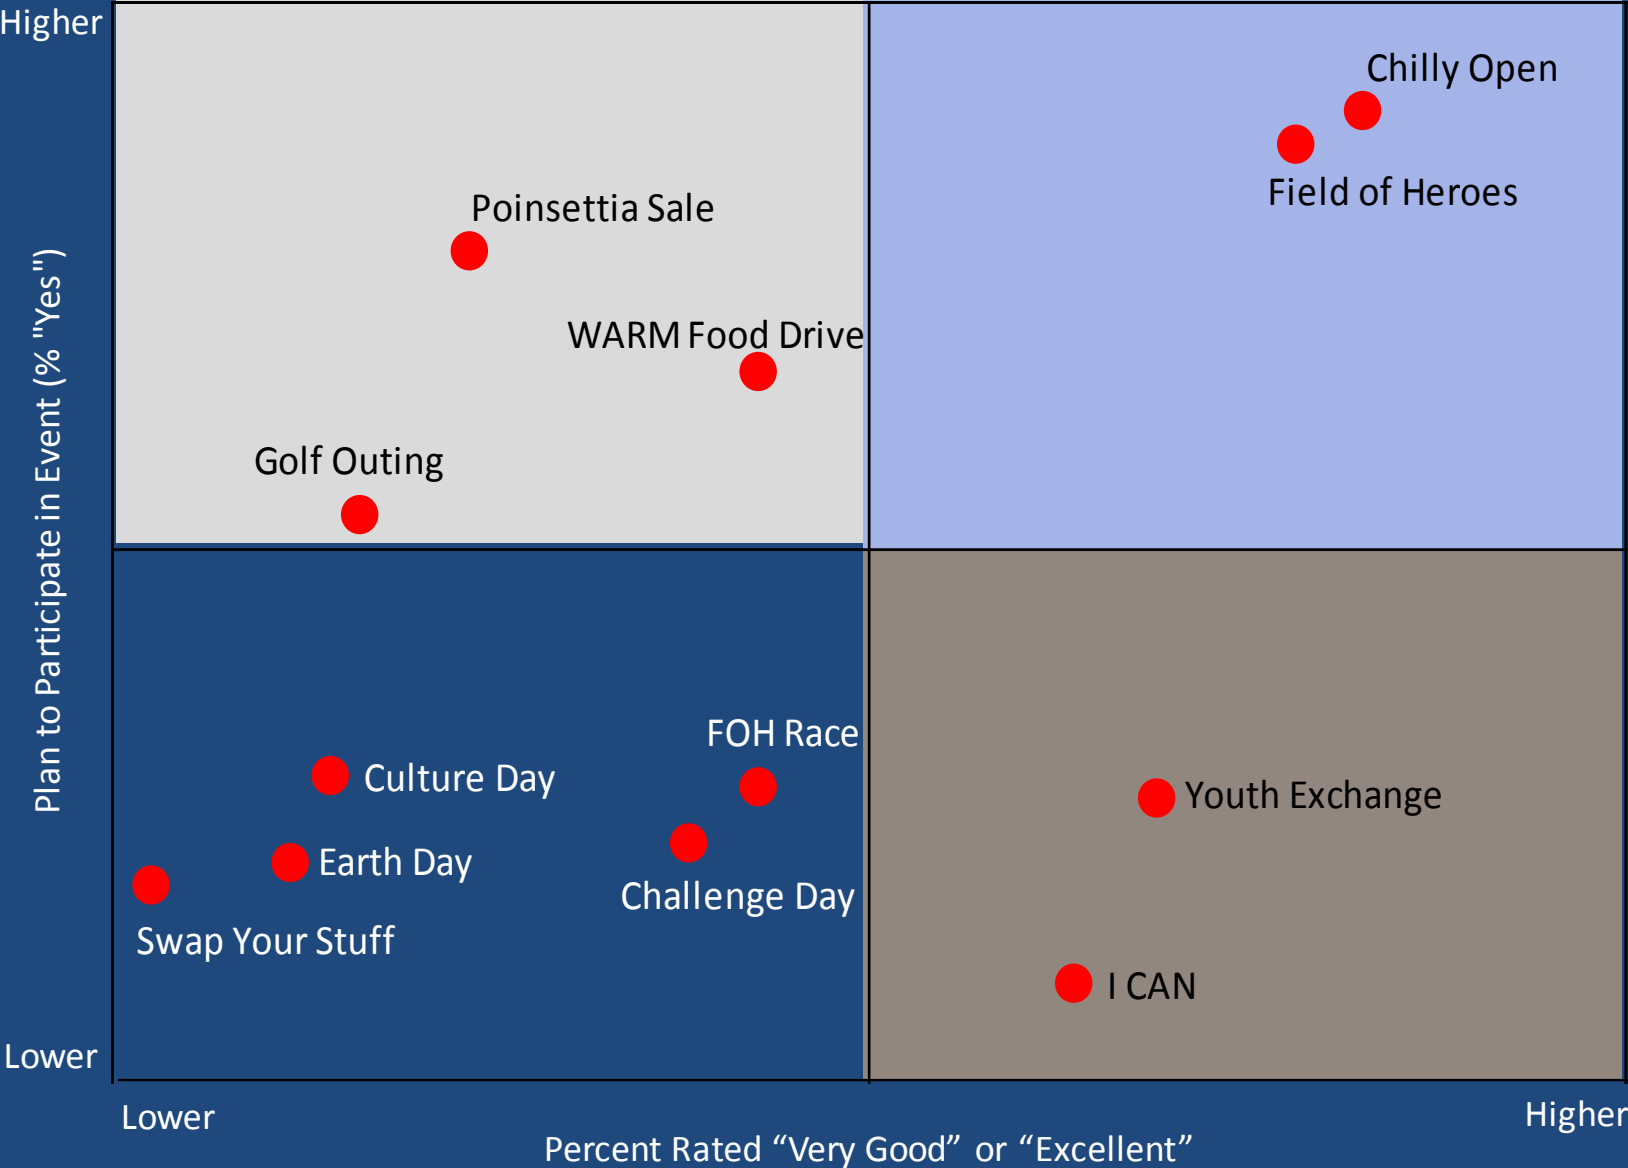 Higher
Chilly Open
Field of Heroes
Poinsettia Sale
WARM Food Drive
Golf Outing
Plan to Participate in Event (% "Yes")
FOH Race
Culture Day
Youth Exchange
Earth Day
Challenge Day
Swap Your Stuff
I CAN
Lower
Lower
Higher
Percent Rated “Very Good” or “Excellent”